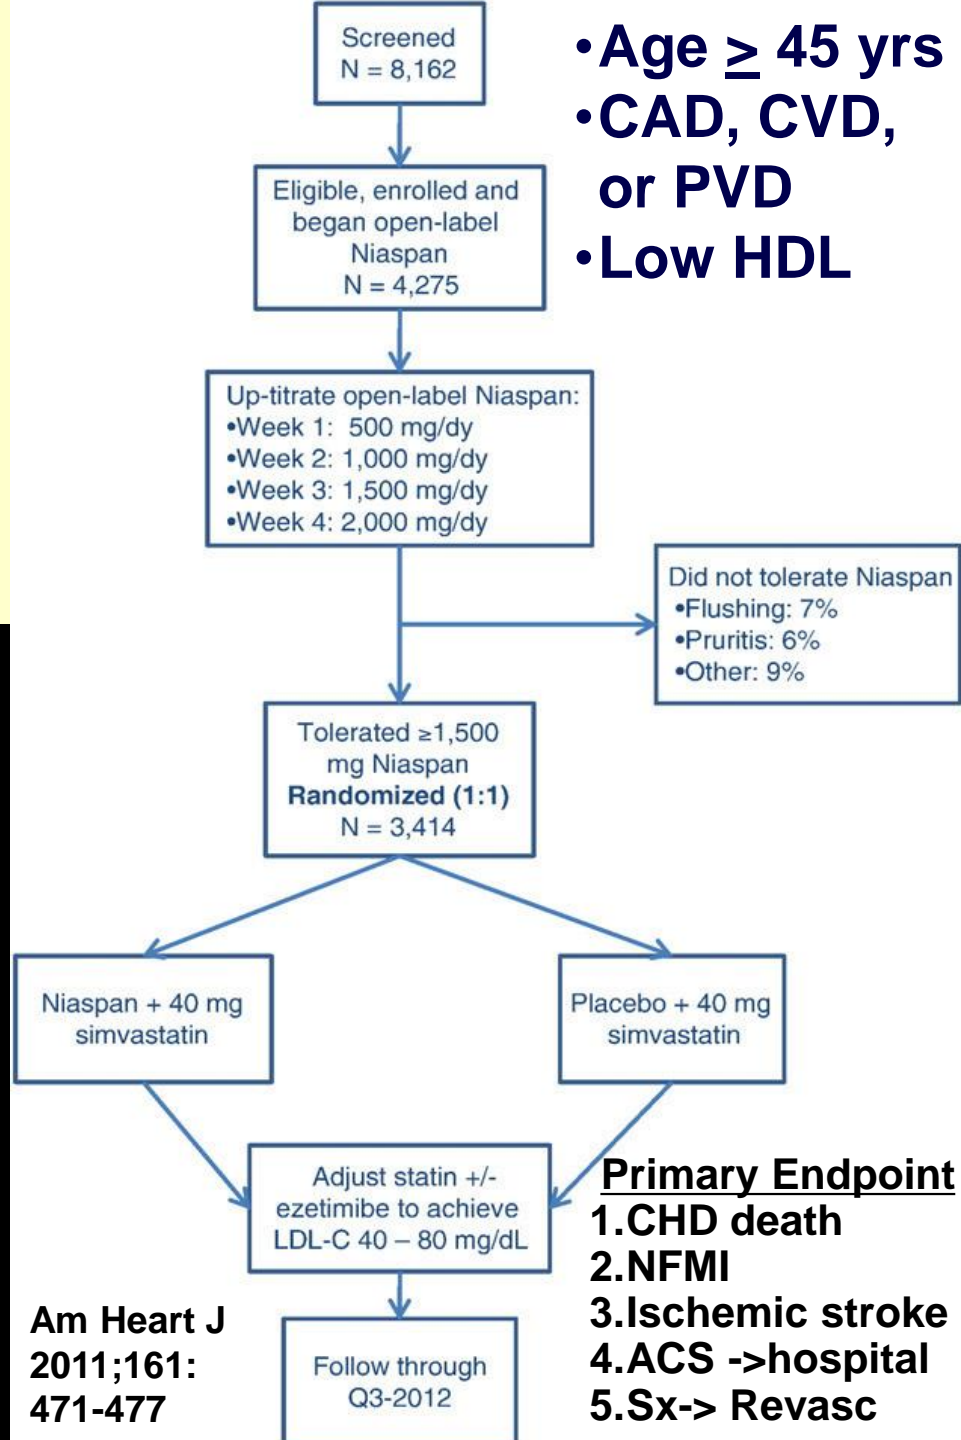 Screened
N = 8,162
•Age ≥ 45 yrs
•CAD, CVD,
or PVD
•Low HDL
Eligible, enrolled and
began open-label
Niaspan
N = 4,275
Up-titrate open-label Niaspan:
•Week 1: 500 mg/dy
•Week 2: 1,000 mg/dy
•Week 3: 1,500 mg/dy
•Week 4: 2,000 mg/dy
Did not tolerate Niaspan
•Flushing: 7%
•Pruritis: 6%
•Other: 9%
Tolerated ≥1,500
mg Niaspan
Randomized (1:1)
N = 3,414
Niaspan + 40 mg
simvastatin
Placebo + 40 mg
simvastatin
Adjust statin +/-
ezetimibe to achieve
LDL-C 40 – 80 mg/dL
Primary Endpoint
1.CHD death
2.NFMI
3.Ischemic stroke
4.ACS ->hospital
5.Sx-> Revasc
Am Heart J
2011;161:
471-477
Follow through
Q3-2012